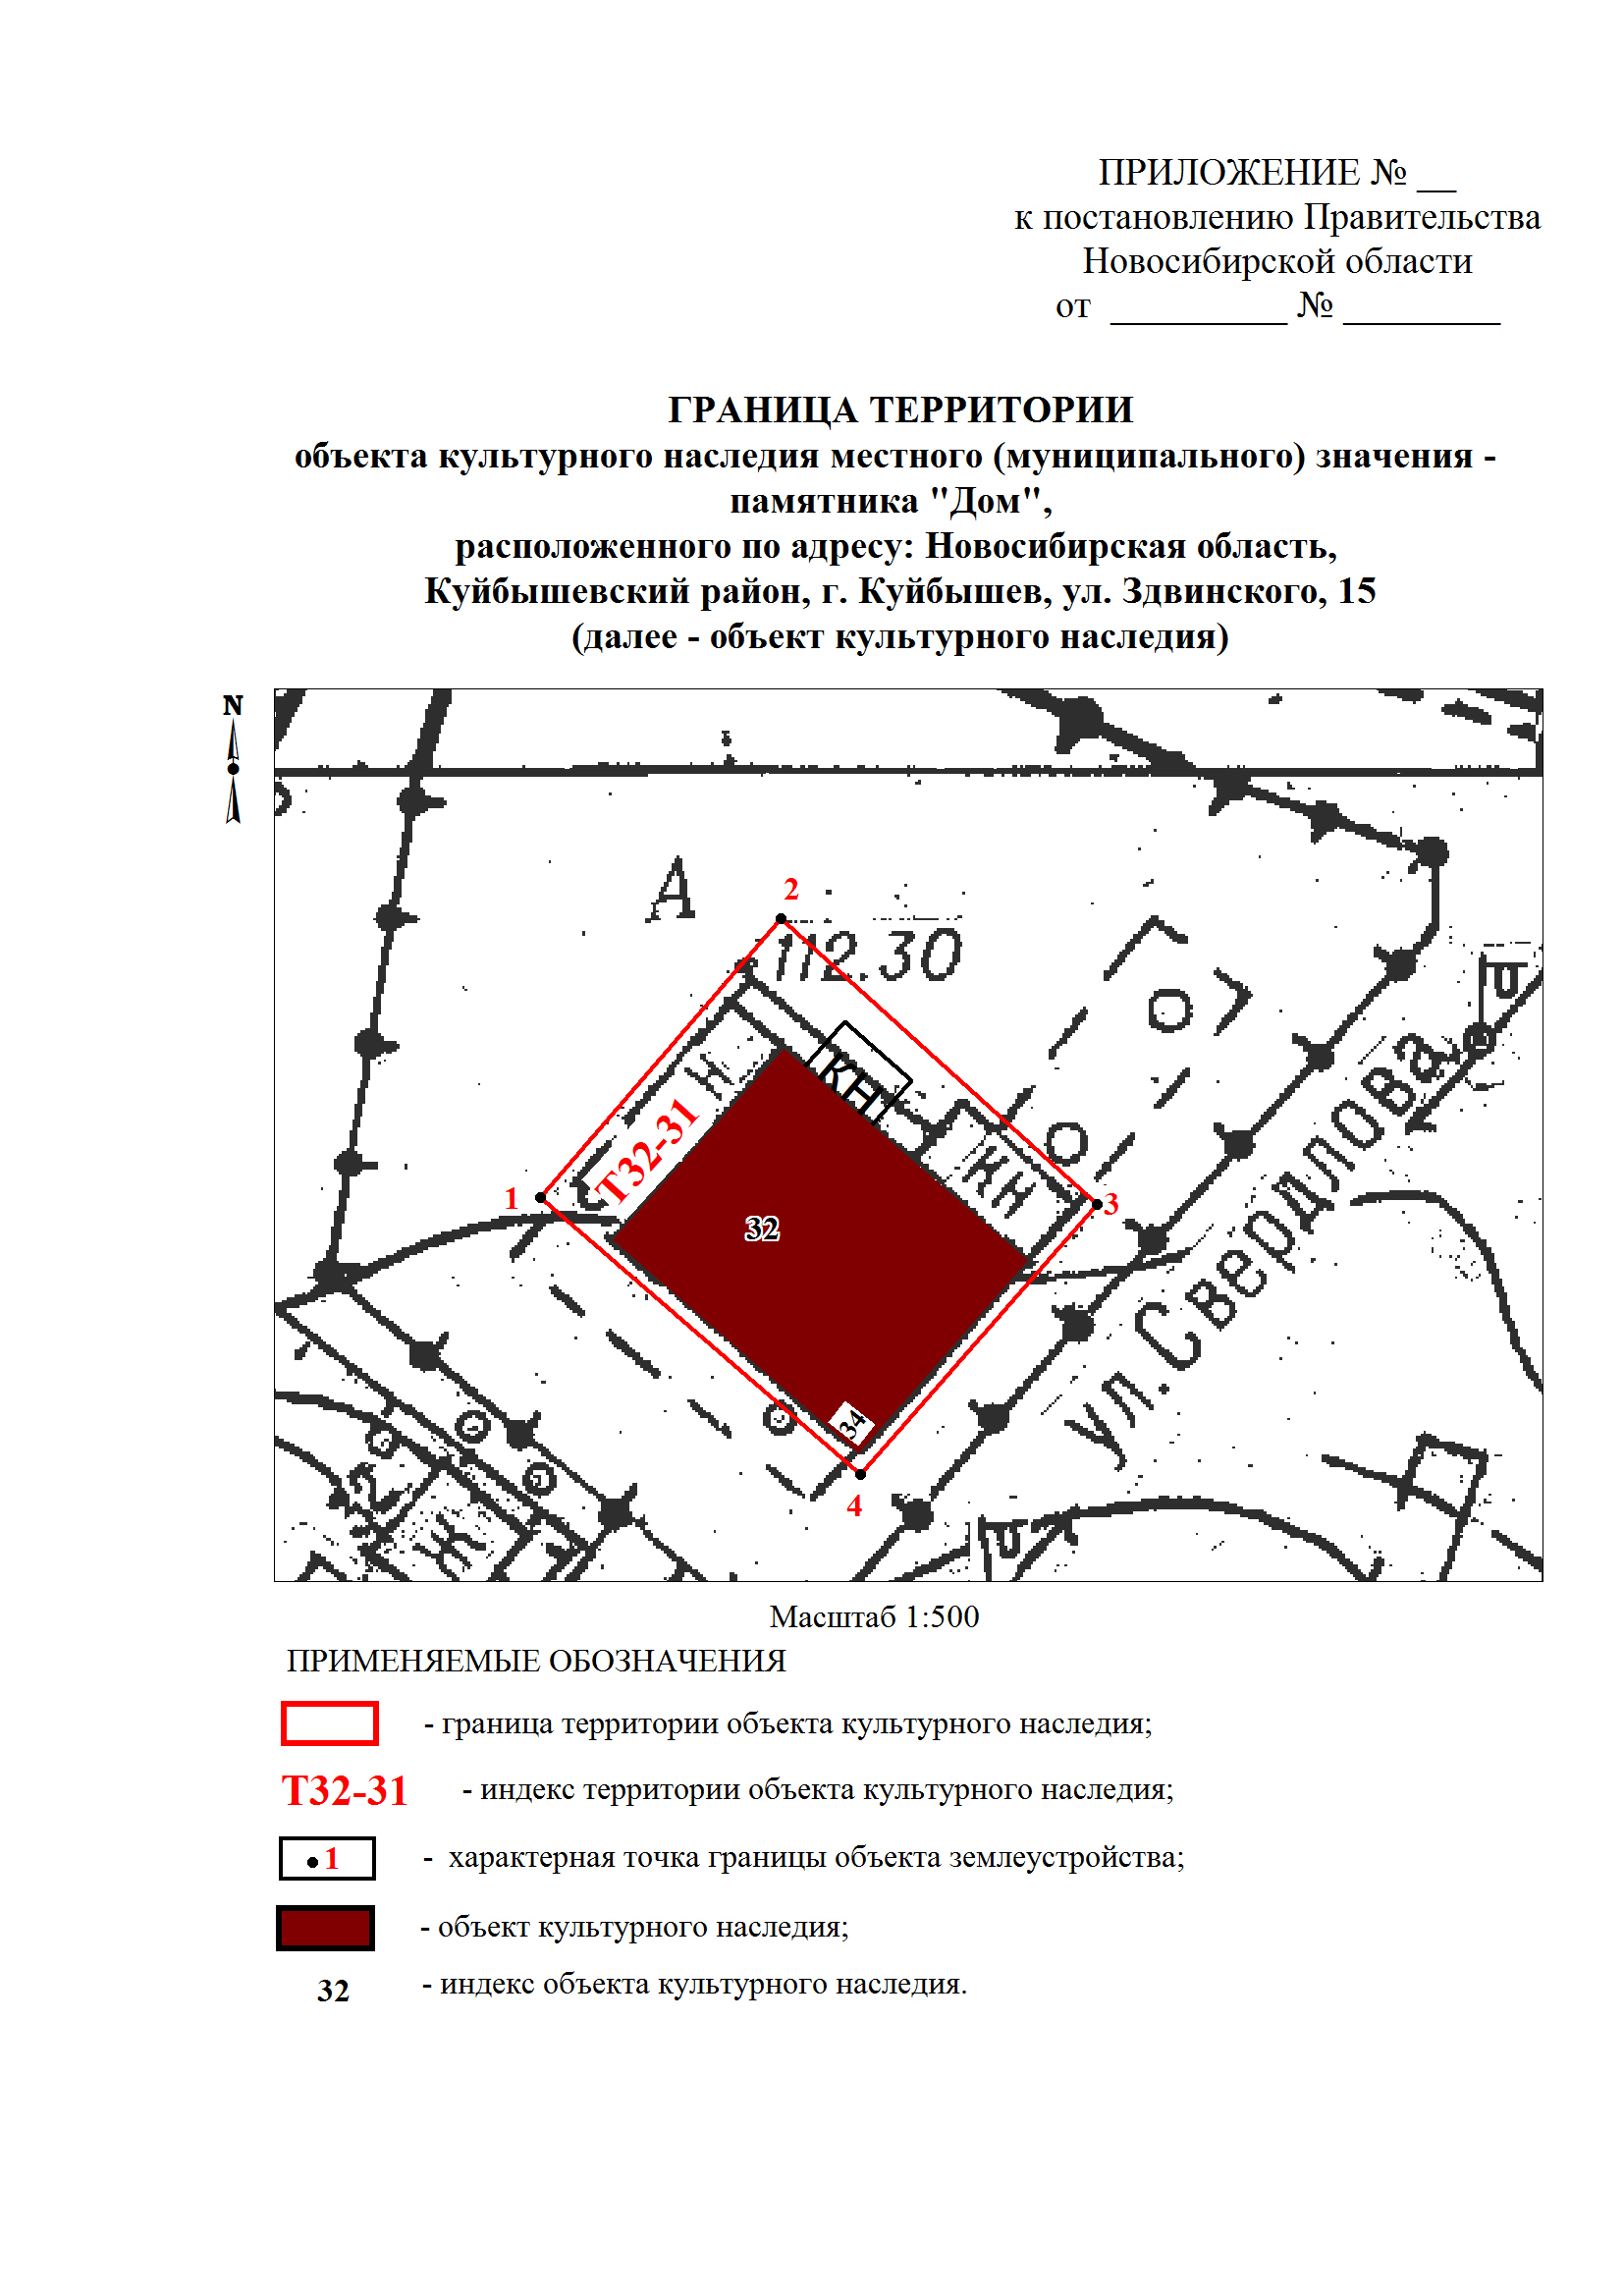 ПРИЛОЖЕНИЕ № __
к постановлению Правительства
Новосибирской области
от _________ № ________
ГРАНИЦА ТЕРРИТОРИИ
объекта культурного наследия местного (муниципального) значения -
памятника "Дом",
расположенного по адресу: Новосибирская область,
Куйбышевский район, г. Куйбышев, ул. Здвинского, 15
(далее - объект культурного наследия)
N
А
2
112.30
Н
КН
Т32-31
ЖН
1
3
32
ул.Свердлова
34
4
Ж
Масштаб 1:500
ПРИМЕНЯЕМЫЕ ОБОЗНАЧЕНИЯ
- граница территории объекта культурного наследия;
Т32-31 - индекс территории объекта культурного наследия;
1 - характерная точка границы объекта землеустройства;
- объект культурного наследия;
32 - индекс объекта культурного наследия.